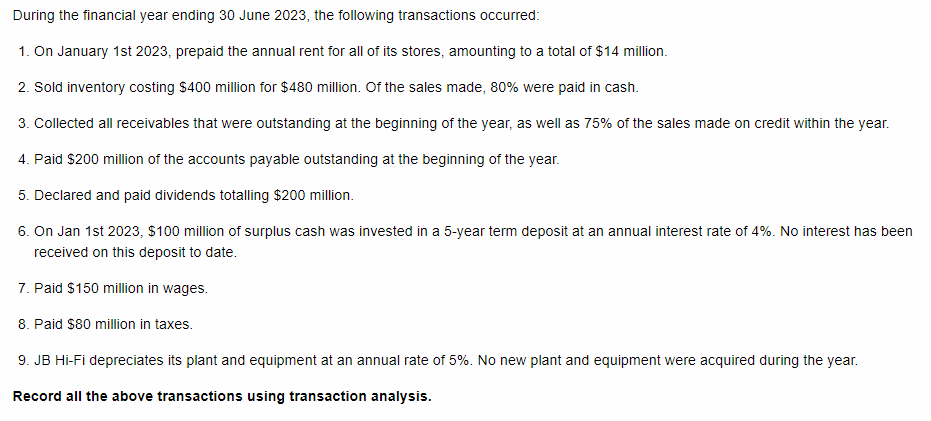 During the financial year ending 30 June 2023, the following transactions occurred:
1. On January 1st 2023, prepaid the annual rent for all of its stores, amounting to a total of $14 million.
2. Sold inventory costing $400 million for $480 million. Of the sales made, 80% were paid in cash.
3. Collected all receivables that were outstanding at the beginning of the year, as well as 75% of the sales made on credit within the year.
4. Paid $200 million of the accounts payable outstanding at the beginning of the year.
5. Declared and paid dividends totalling $200 million.
6. On Jan 1st 2023, $100 million of surplus cash was invested in a 5-year term deposit at an annual interest rate of 4%. No interest has been
received on this deposit to date.
7. Paid $150 million in wages.
8. Paid $80 million in taxes.
9. JB Hi-Fi depreciates its plant and equipment at an annual rate of 5%. No new plant and equipment were acquired during the year.
Record all the above transactions using transaction analysis.